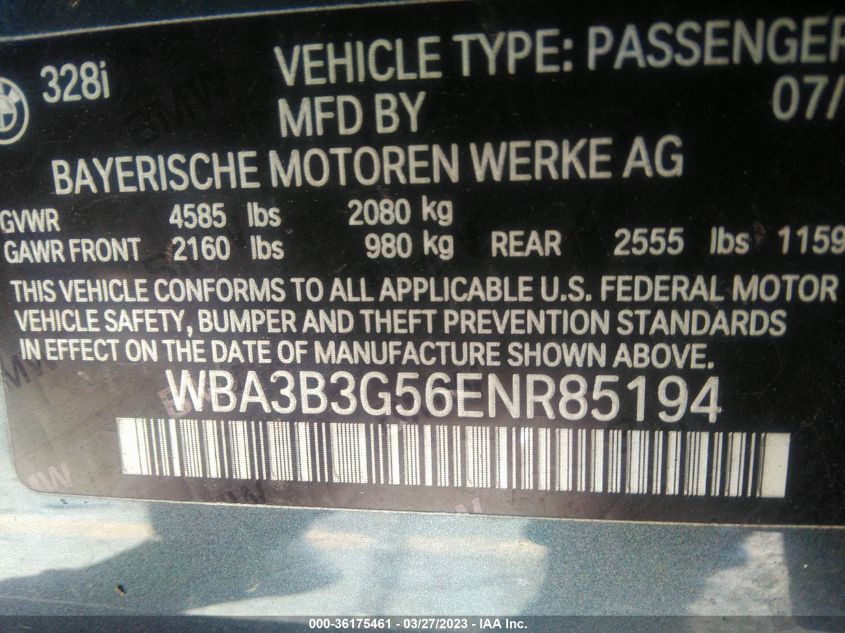 328i VEHICLE TYPE: PASSENGER
MFD BY 07/
BAYERISCHE MOTOREN WERKE AG
GVWR 4585 lbs 2080 kg
GAWR FRONT 2160 lbs 980 kg REAR 2555 lbs 1159
THIS VEHICLE CONFORMS TO ALL APPLICABLE U.S. FEDERAL MOTOR
VEHICLE SAFETY, BUMPER AND THEFT PREVENTION STANDARDS
IN EFFECT ON THE DATE OF MANUFACTURE SHOWN ABOVE.
WBA3B3G56ENR85194
000-36175461 - 03/27/2023 - IAA Inc.